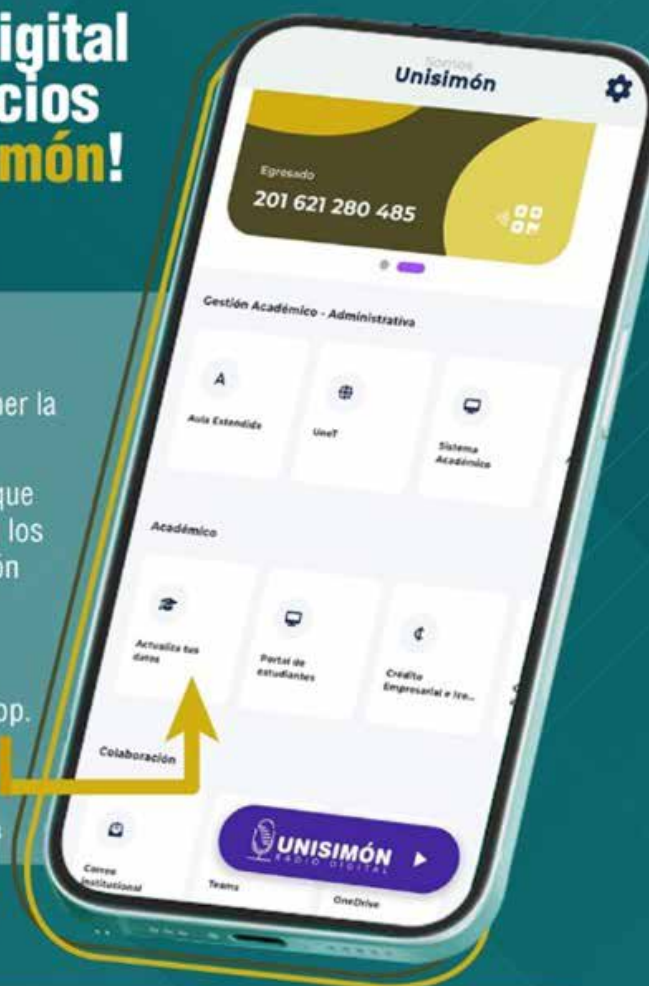 igital
cios
món!
ner la
que
los
ón
op.
s
Somos
Unisimón
Egresado
201 621 280 485
Gestión Académico - Administrativa
A
Aula Extendida
UneT
Sistema
Académico
Académico
Actualiza tus
datos
Portal de
estudiantes
¢
Crédito
Empresarial e Ice...
Colaboración
Correo
institucional
Teams
OneDrive
UNISIMÓN
RADIO DIGITAL